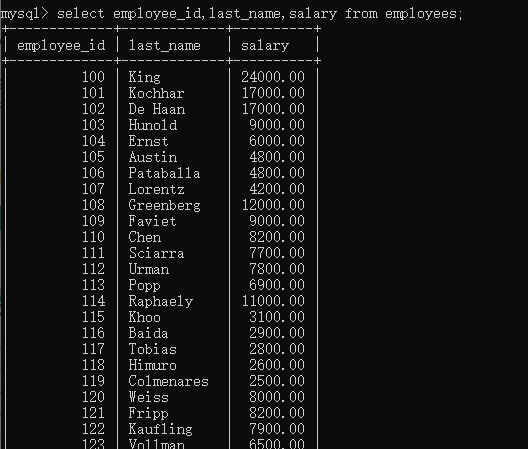 mysql> select employee_id,last_name,salary from employees;
+-------------+-------------+----------+
| employee_id | last_name | salary |
+-------------+-------------+----------+
| 100 | King | 24000.00 |
| 101 | Kochhar | 17000.00 |
| 102 | De Haan | 17000.00 |
| 103 | Hunold | 9000.00 |
| 104 | Ernst | 6000.00 |
| 105 | Austin | 4800.00 |
| 106 | Pataballa | 4800.00 |
| 107 | Lorentz | 4200.00 |
| 108 | Greenberg | 12000.00 |
| 109 | Faviet | 9000.00 |
| 110 | Chen | 8200.00 |
| 111 | Sciarra | 7700.00 |
| 112 | Urman | 7800.00 |
| 113 | Popp | 6900.00 |
| 114 | Raphaely | 11000.00 |
| 115 | Khoo | 3100.00 |
| 116 | Baida | 2900.00 |
| 117 | Tobias | 2800.00 |
| 118 | Himuro | 2600.00 |
| 119 | Colmenares | 2500.00 |
| 120 | Weiss | 8000.00 |
| 121 | Fripp | 8200.00 |
| 122 | Kaufling | 7900.00 |
| 123 | Vollman | 6500.00 |